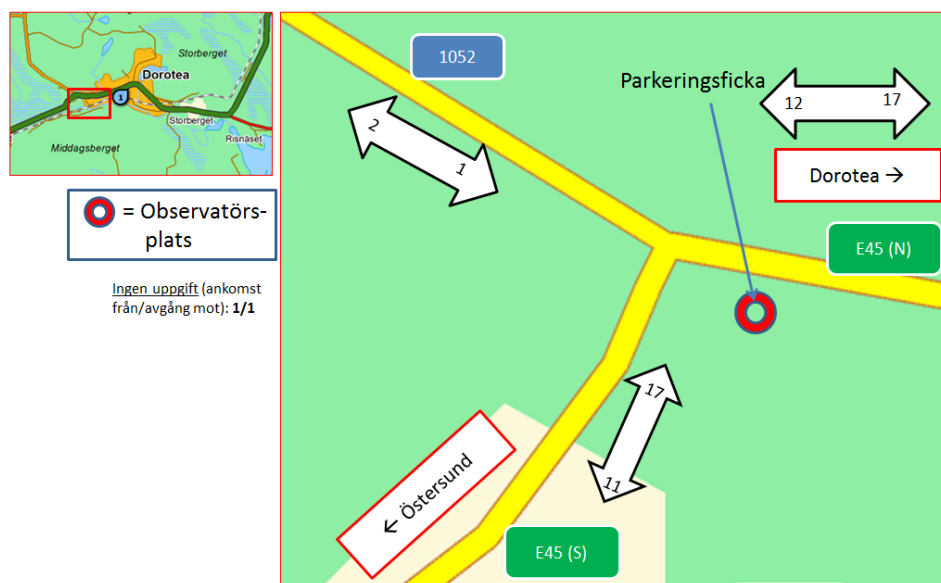 Storberget
Dorotea
1
Storberget
Risnäset
Middagsberget
= Observatörs-
plats
Ingen uppgift (ankomst
från/avgång mot): 1/1
1052
Parkeringsficka
12 17
Dorotea →
2
1
E45 (N)
17
11
← Östersund
E45 (S)